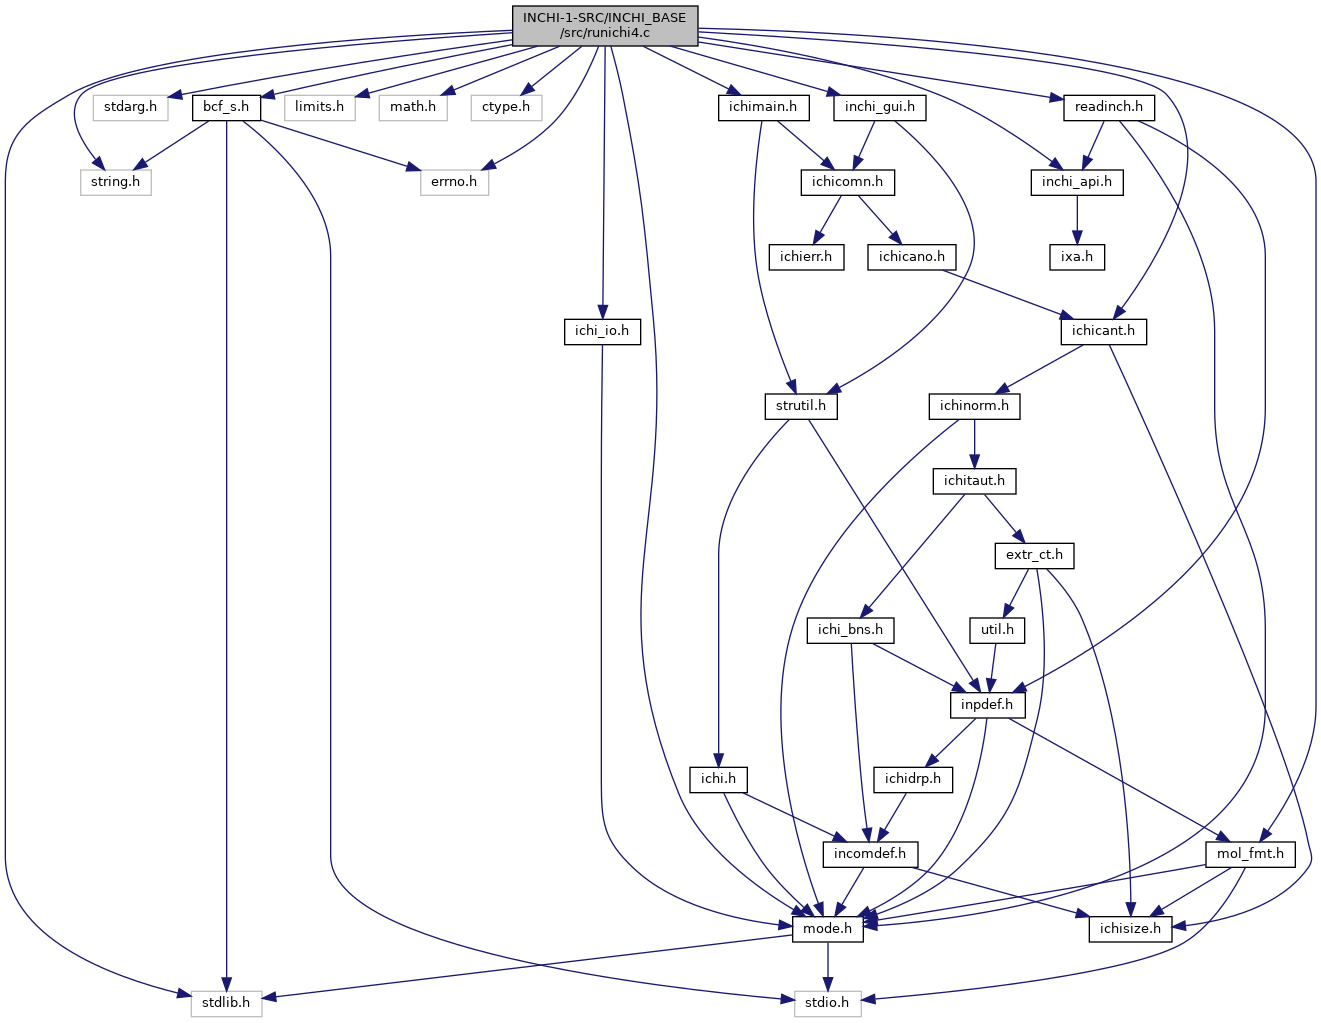 INCHI-1-SRC/INCHI_BASE
/src/runichi4.c
stdarg.h
bcf_s.h
limits.h
math.h
ctype.h
ichimain.h
inchi_gui.h
readinch.h
string.h
errno.h
ichicomn.h
inchi_api.h
ichierr.h
ichicano.h
ixa.h
ichi_io.h
ichicant.h
strutil.h
ichinorm.h
ichitaut.h
extr_ct.h
ichi_bns.h
util.h
inpdef.h
ichi.h
ichidrp.h
incomdef.h
mol_fmt.h
mode.h
ichisize.h
stdlib.h
stdio.h